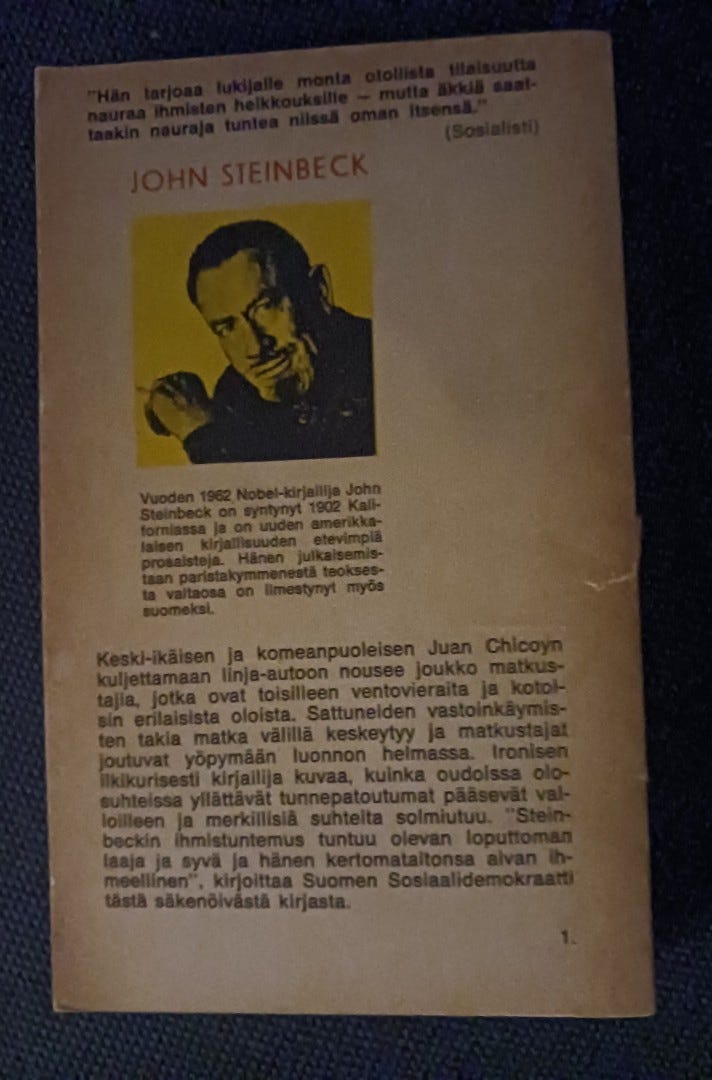 "Hän tarjoaa lukijalle monta otollista tilaisuutta
nauraa ihmisten heikkouksille – mutta äkkiä saat-
taakin nauraja tuntea niissä oman itsensä."
(Sosialisti)
JOHN STEINBECK
Vuoden 1962 Nobel-kirjailija John
Steinbeck on syntynyt 1902 Kali-
forniassa ja on uuden amerikka-
laisen kirjallisuuden etevimpiä
prosaisteja. Hänen julkaisemis-
taan paristakymmenestä teokses-
ta valtaosa on ilmestynyt myös
suomeksi.
Keski-ikäisen ja komeanpuoleisen Juan Chicoyn
kuljettamaan linja-autoon nousee joukko matkus-
tajia, jotka ovat toisilleen ventovieraita ja kotoi-
sin erilaisista oloista. Sattuneiden vastoinkäymis-
ten takia matka välillä keskeytyy ja matkustajat
joutuvat yöpymään luonnon helmassa. Ironisen
ilkikurisesti kirjailija kuvaa, kuinka oudoissa olo-
suhteissa yllättävät tunnepatoutumat pääsevät val-
loilleen ja merkillisiä suhteita solmiutuu. "Stein-
beckin ihmistuntemus tuntuu olevan loputtoman
laaja ja syvä ja hänen kertomataitonsa aivan ih-
meellinen", kirjoittaa Suomen Sosiaalidemokraatti
tästä säkenöivästä kirjasta.
1.